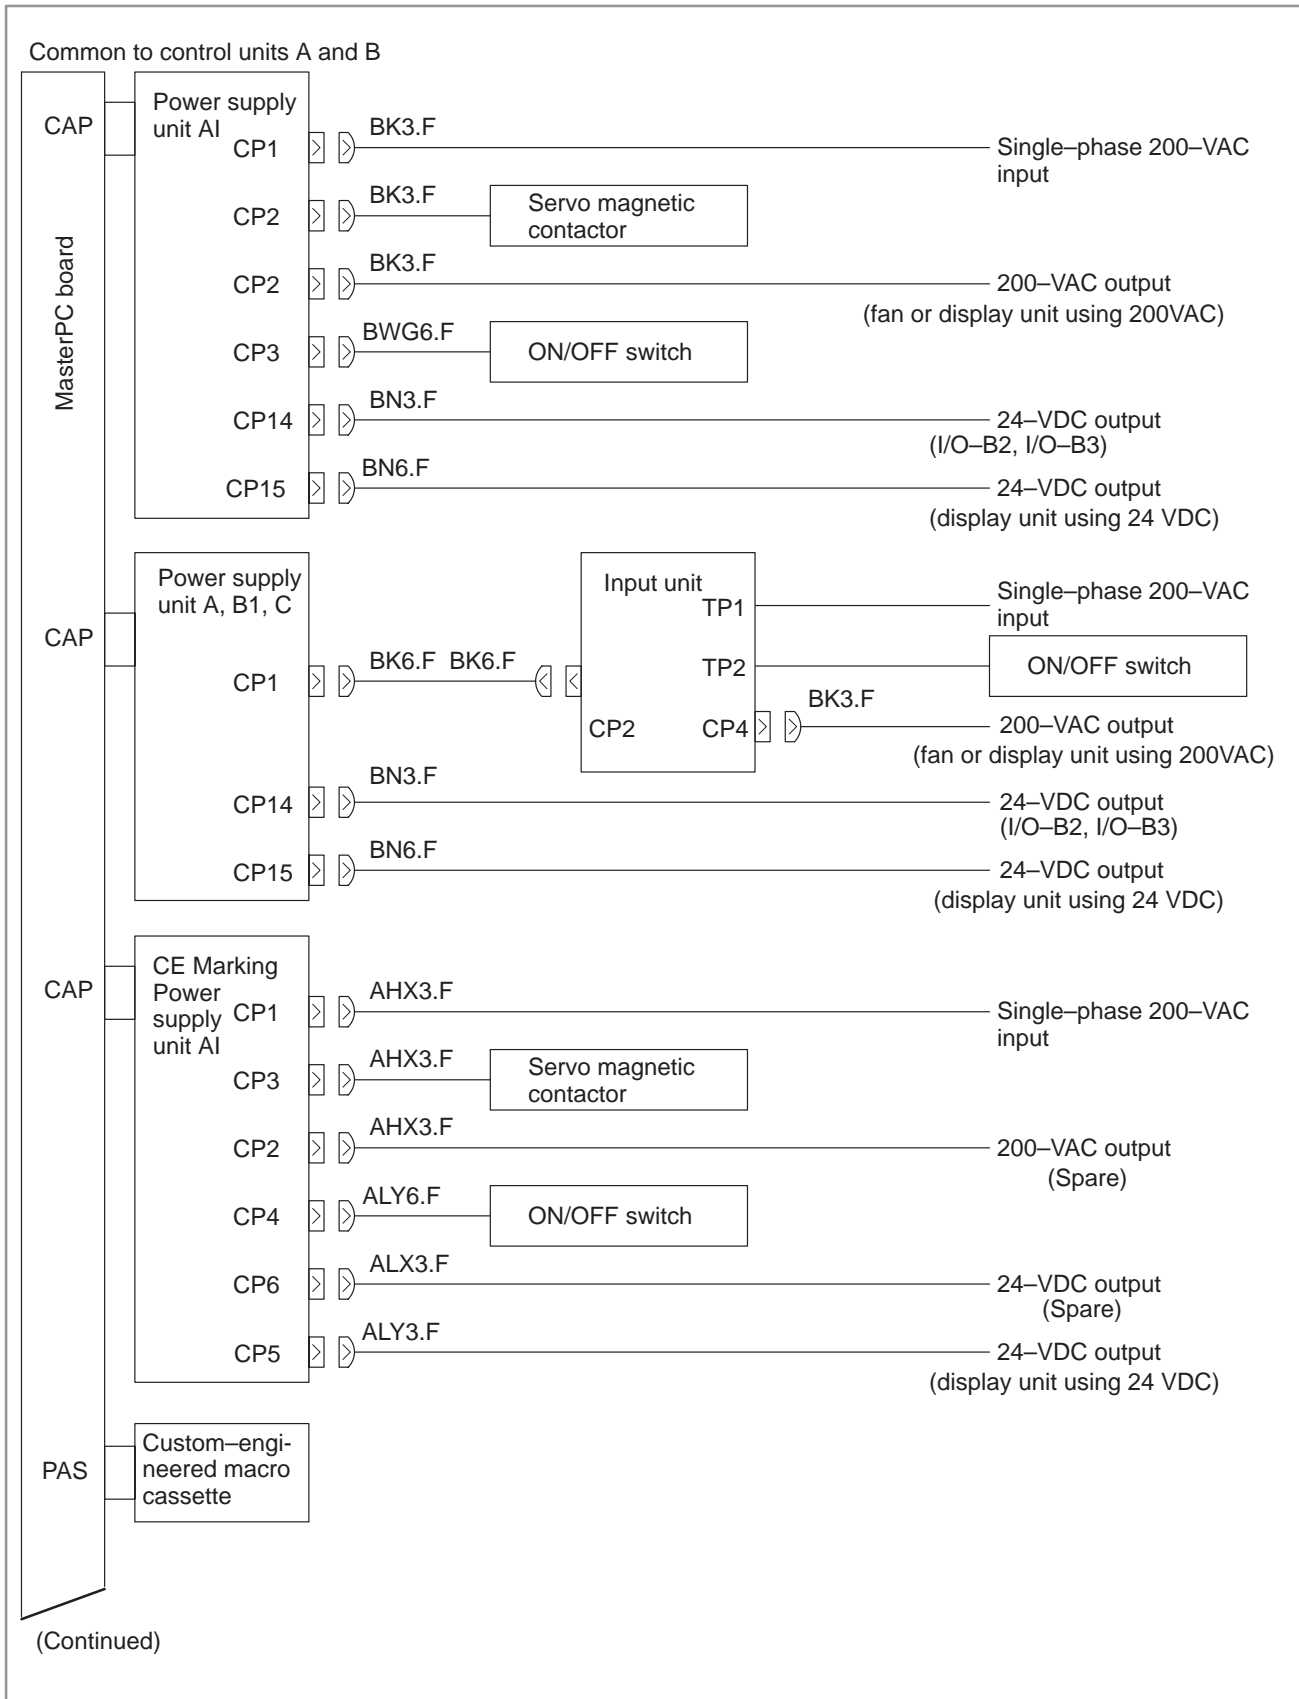 Common to control units A and B
MasterPC board
CAP
Power supply
unit AI
CP1
BK3.F
Single–phase 200–VAC
input
CP2
BK3.F
Servo magnetic
contactor
CP2
BK3.F
200–VAC output
(fan or display unit using 200VAC)
CP3
BWG6.F
ON/OFF switch
CP14
BN3.F
24–VDC output
(I/O–B2, I/O–B3)
CP15
BN6.F
24–VDC output
(display unit using 24 VDC)
CAP
Power supply
unit A, B1, C
CP1
BK6.F BK6.F
Input unit
CP2
TP1
Single–phase 200–VAC
input
TP2
ON/OFF switch
CP4
BK3.F
200–VAC output
(fan or display unit using 200VAC)
CP14
BN3.F
24–VDC output
(I/O–B2, I/O–B3)
CP15
BN6.F
24–VDC output
(display unit using 24 VDC)
CAP
CE Marking
Power
supply
unit AI
CP1
AHX3.F
Single–phase 200–VAC
input
CP3
AHX3.F
Servo magnetic
contactor
CP2
AHX3.F
200–VAC output
(Spare)
CP4
ALY6.F
ON/OFF switch
CP6
ALX3.F
24–VDC output
(Spare)
CP5
ALY3.F
24–VDC output
(display unit using 24 VDC)
PAS
Custom–engi-
neered macro
cassette
(Continued)